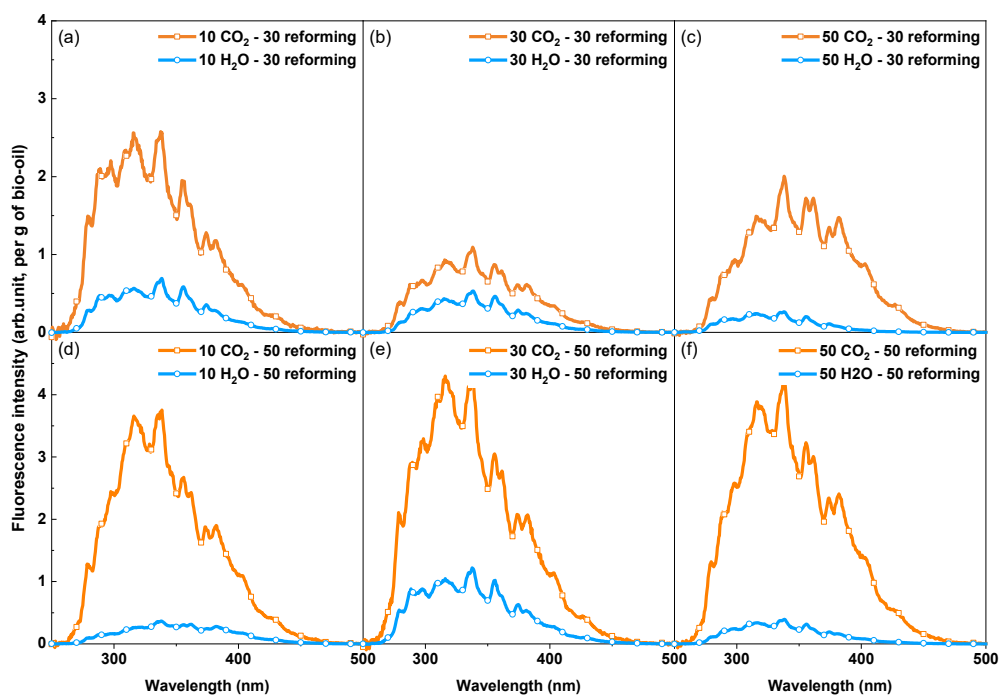 Fluorescence intensity (arb.unit, per g of bio-oil)
4
3
2
1
0
(a)
10 CO₂ - 30 reforming
10 H₂O - 30 reforming
(b)
30 CO₂ - 30 reforming
30 H₂O - 30 reforming
(c)
50 CO₂ - 30 reforming
50 H₂O - 30 reforming
4
3
2
1
0
(d)
10 CO₂ - 50 reforming
10 H₂O - 50 reforming
(e)
30 CO₂ - 50 reforming
30 H₂O - 50 reforming
(f)
50 CO₂ - 50 reforming
50 H2O - 50 reforming
300 400 500 300 400 500 300 400 500
Wavelength (nm) Wavelength (nm) Wavelength (nm)